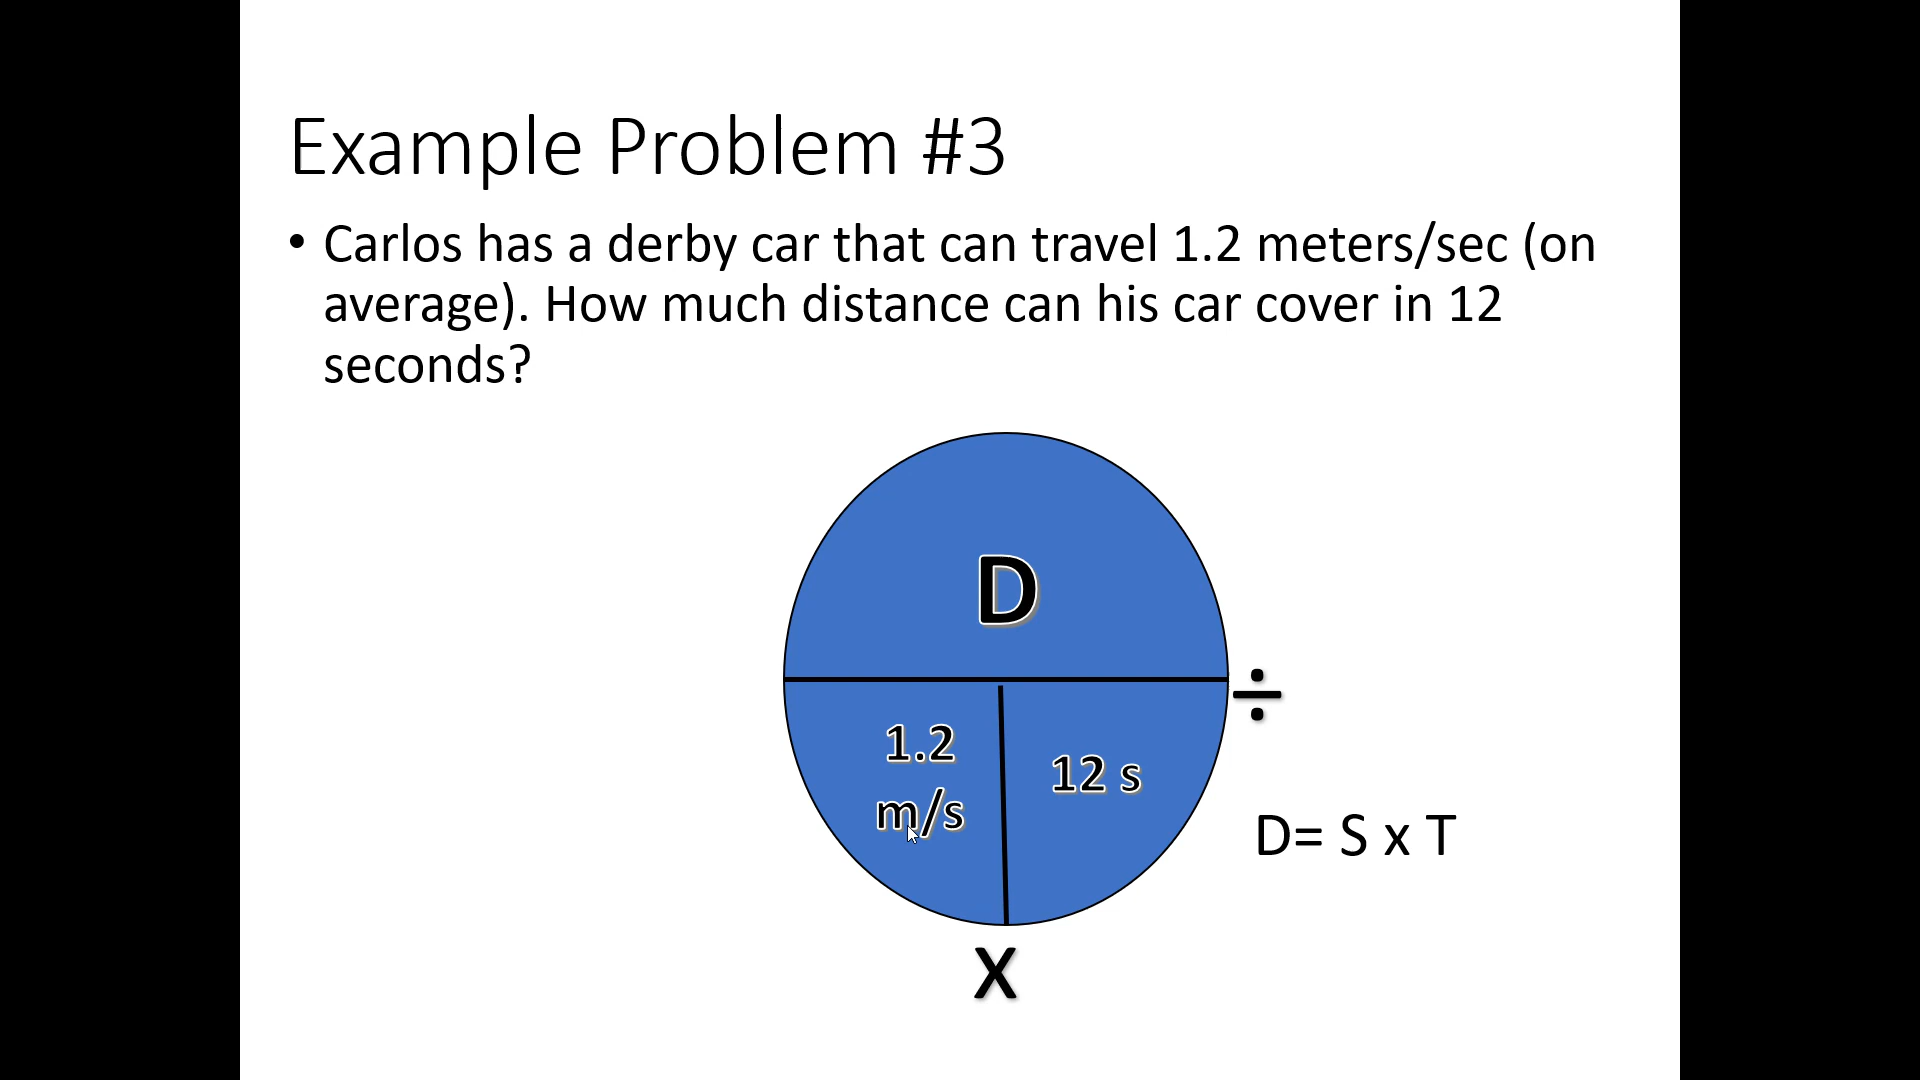 Example Problem #3
• Carlos has a derby car that can travel 1.2 meters/sec (on
average). How much distance can his car cover in 12
seconds?
D
÷
1.2
m/s
12 s
D= S x T
X